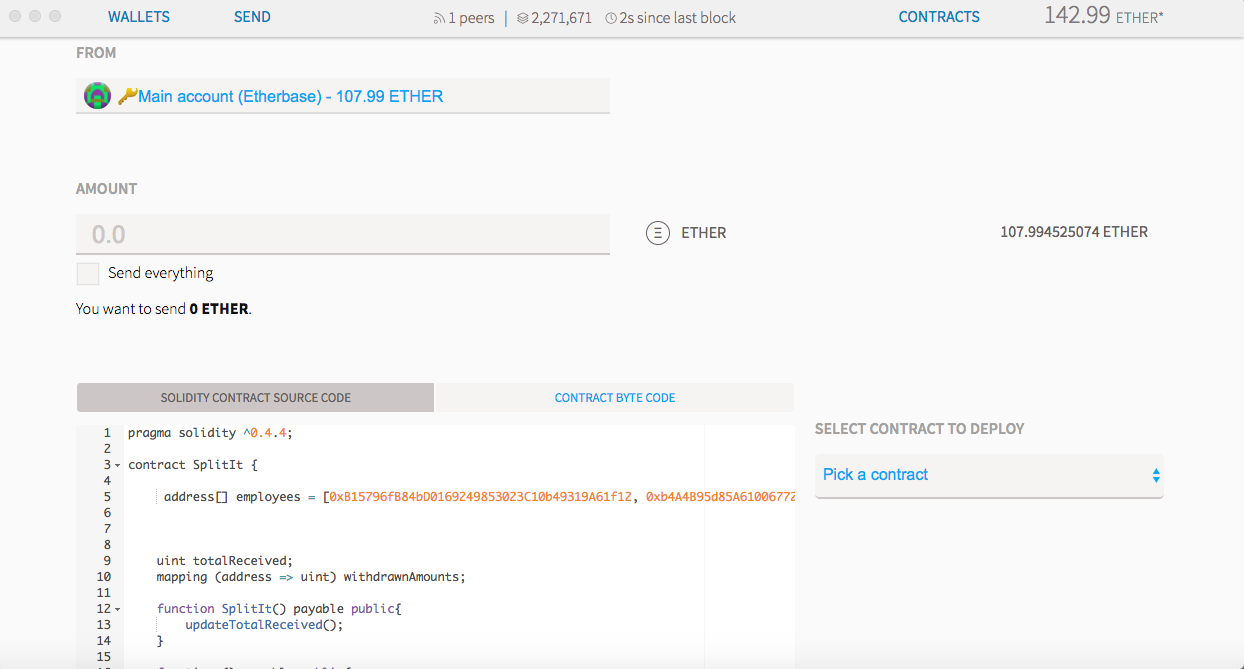 WALLETS SEND 1 peers | 2,271,671 2s since last block CONTRACTS 142.99 ETHER*
FROM
Main account (Etherbase) - 107.99 ETHER
AMOUNT
0.0 ETHER 107.994525074 ETHER
Send everything
You want to send 0 ETHER.
SOLIDITY CONTRACT SOURCE CODE CONTRACT BYTE CODE
SELECT CONTRACT TO DEPLOY
Pick a contract
1 pragma solidity ^0.4.4;
2
3 contract SplitIt {
4
5 address[] employees = [0xB15796fB84bD0169249853023C10b49319A61f12, 0xb4A4B95d85A61006772
6
7
8
9 uint totalReceived;
10 mapping (address => uint) withdrawnAmounts;
11
12 function SplitIt() payable public{
13 updateTotalReceived();
14 }
15